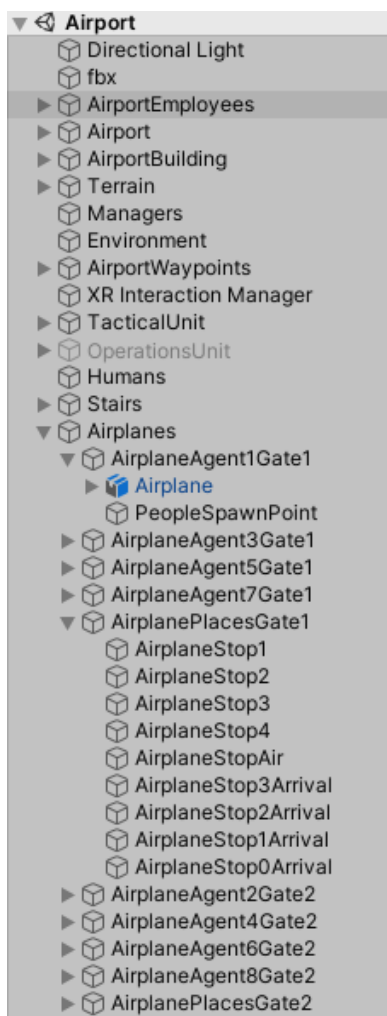 Airport
Directional Light
fbx
AirportEmployees
Airport
AirportBuilding
Terrain
Managers
Environment
AirportWaypoints
XR Interaction Manager
TacticalUnit
OperationsUnit
Humans
Stairs
Airplanes
AirplaneAgent1Gate1
Airplane
PeopleSpawnPoint
AirplaneAgent3Gate1
AirplaneAgent5Gate1
AirplaneAgent7Gate1
AirplanePlacesGate1
AirplaneStop1
AirplaneStop2
AirplaneStop3
AirplaneStop4
AirplaneStopAir
AirplaneStop3Arrival
AirplaneStop2Arrival
AirplaneStop1Arrival
AirplaneStop0Arrival
AirplaneAgent2Gate2
AirplaneAgent4Gate2
AirplaneAgent6Gate2
AirplaneAgent8Gate2
AirplanePlacesGate2